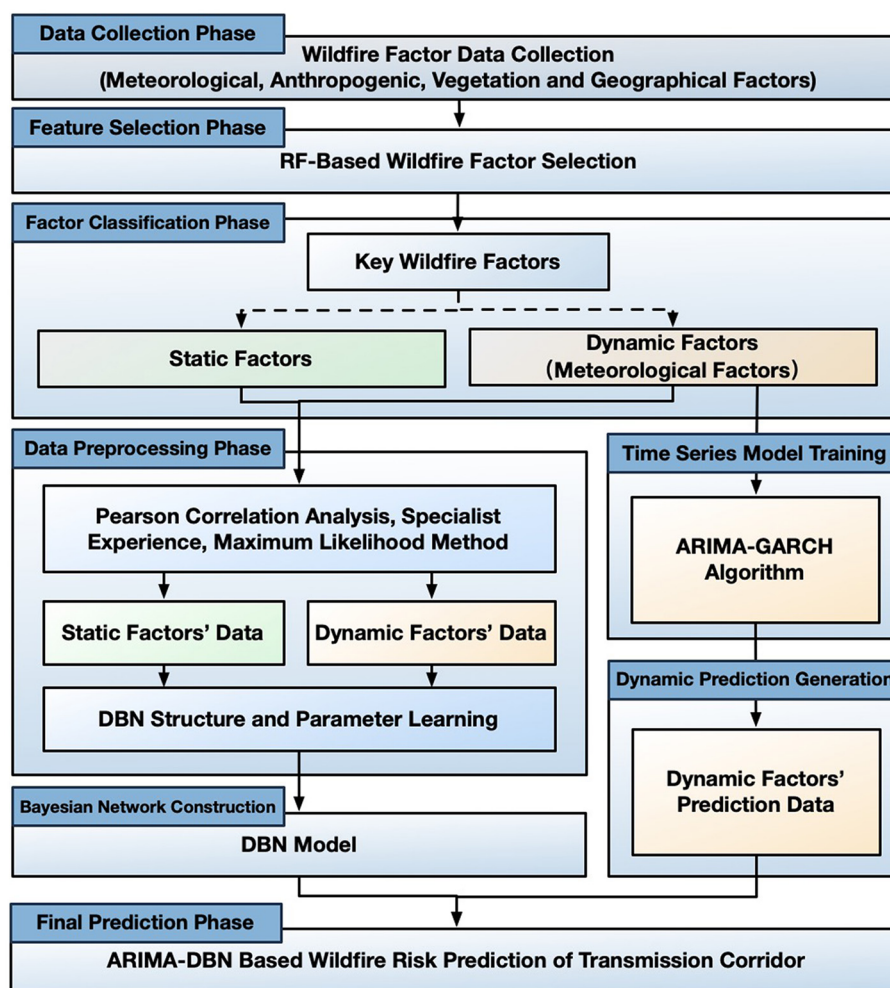 Data Collection Phase
Wildfire Factor Data Collection
(Meteorological, Anthropogenic, Vegetation and Geographical Factors)
Feature Selection Phase
RF-Based Wildfire Factor Selection
Factor Classification Phase
Key Wildfire Factors
Static Factors
Dynamic Factors
(Meteorological Factors)
Data Preprocessing Phase
Pearson Correlation Analysis, Specialist
Experience, Maximum Likelihood Method
Static Factors' Data
Dynamic Factors' Data
DBN Structure and Parameter Learning
Time Series Model Training
ARIMA-GARCH
Algorithm
Dynamic Prediction Generation
Dynamic Factors'
Prediction Data
Bayesian Network Construction
DBN Model
Final Prediction Phase
ARIMA-DBN Based Wildfire Risk Prediction of Transmission Corridor